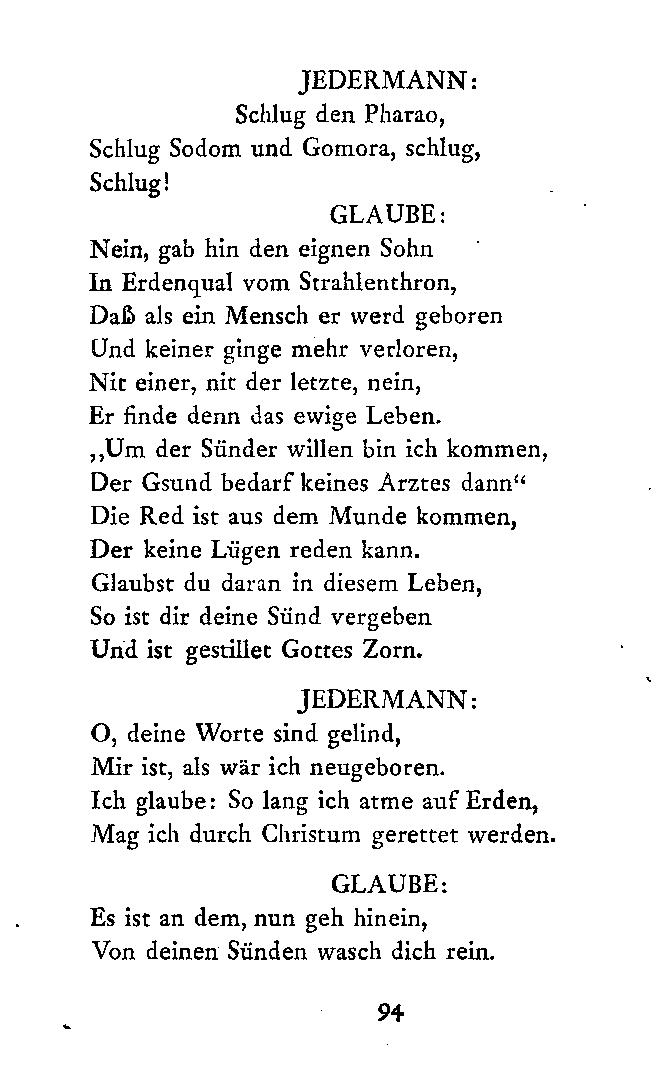 JEDERMANN:
Schlug den Pharao,
Schlug Sodom und Gomora, schlug,
Schlug!
GLAUBE:
Nein, gab hin den eignen Sohn
In Erdenqual vom Strahlenthron,
Daß als ein Mensch er werd geboren
Und keiner ginge mehr verloren,
Nit einer, nit der letzte, nein,
Er finde denn das ewige Leben.
„Um der Sünder willen bin ich kommen,
Der Gsund bedarf keines Arztes dann“
Die Red ist aus dem Munde kommen,
Der keine Lügen reden kann.
Glaubst du daran in diesem Leben,
So ist dir deine Sünd vergeben
Und ist gestillet Gottes Zorn.
JEDERMANN:
O, deine Worte sind gelind,
Mir ist, als wär ich neugeboren.
Ich glaube: So lang ich atme auf Erden,
Mag ich durch Christum gerettet werden.
GLAUBE:
Es ist an dem, nun geh hinein,
Von deinen Sünden wasch dich rein.
94